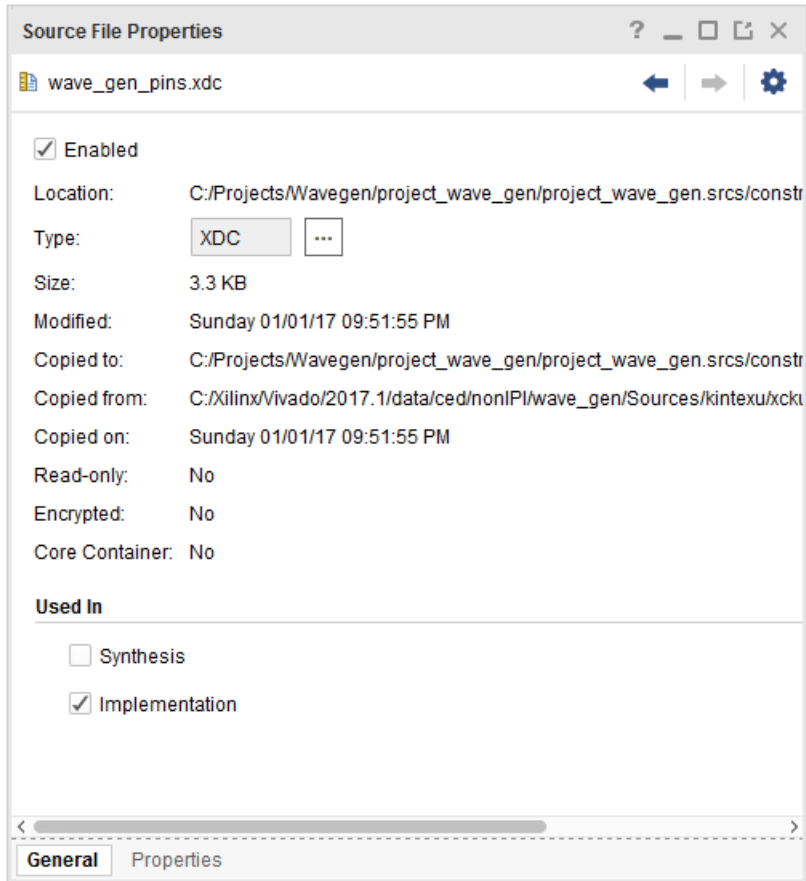 Source File Properties
wave_gen_pins.xdc
Enabled
Location: C:/Projects/Wavegen/project_wave_gen/project_wave_gen.srcs/constr
Type: XDC ...
Size: 3.3 KB
Modified: Sunday 01/01/17 09:51:55 PM
Copied to: C:/Projects/Wavegen/project_wave_gen/project_wave_gen.srcs/constr
Copied from: C:/Xilinx/Vivado/2017.1/data/ced/nonIPI/wave_gen/Sources/kintexu/xcku
Copied on: Sunday 01/01/17 09:51:55 PM
Read-only: No
Encrypted: No
Core Container: No
Used In
Synthesis
Implementation
General Properties